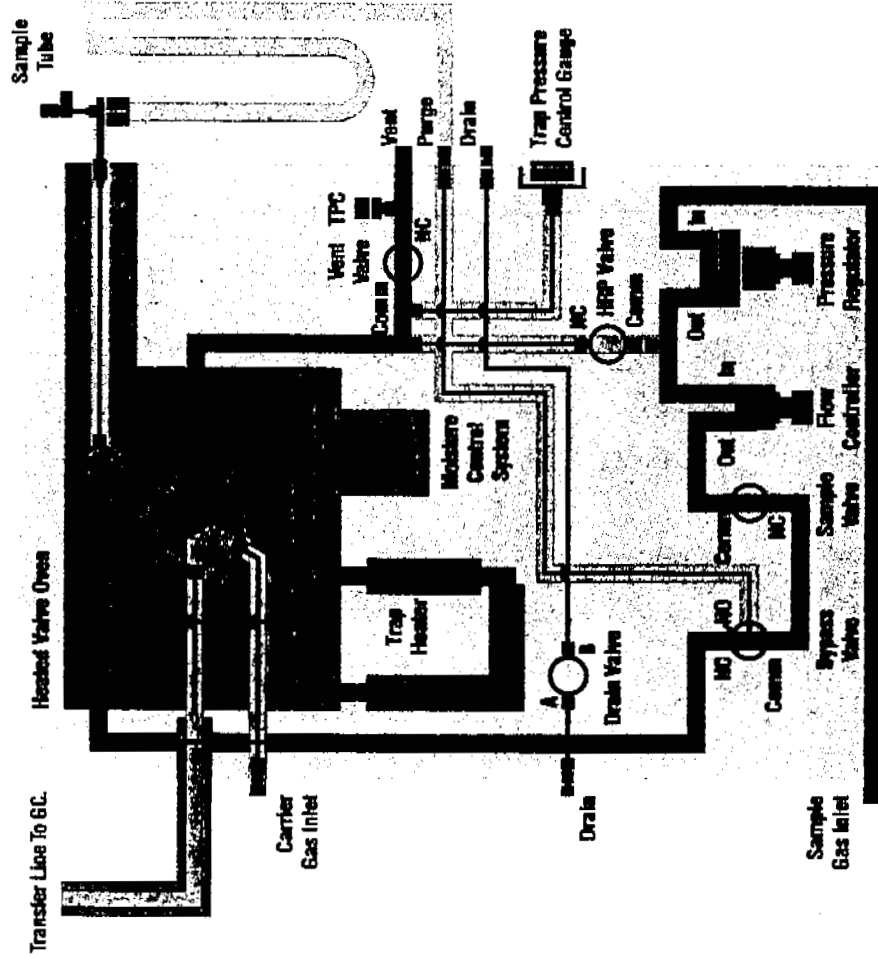 Sample
Tube
Heated Valve Oven
Transfer Line To G.C.
Carrier
Gas Inlet
Moisture
Control
System
Trap
Heater
Vent
Valve
TPC
Comm
NC
Vent
Purge
Drain
Trap Pressure
Control Gauge
NC
HRP Valve
Comm
In
Out
Pressure
Regulator
In
Out
Flow
Controller
Comm
NC
Sample
Valve
NC
NO
Comm
Bypass
Valve
A
B
Drain Valve
Drain
Sample
Gas Inlet